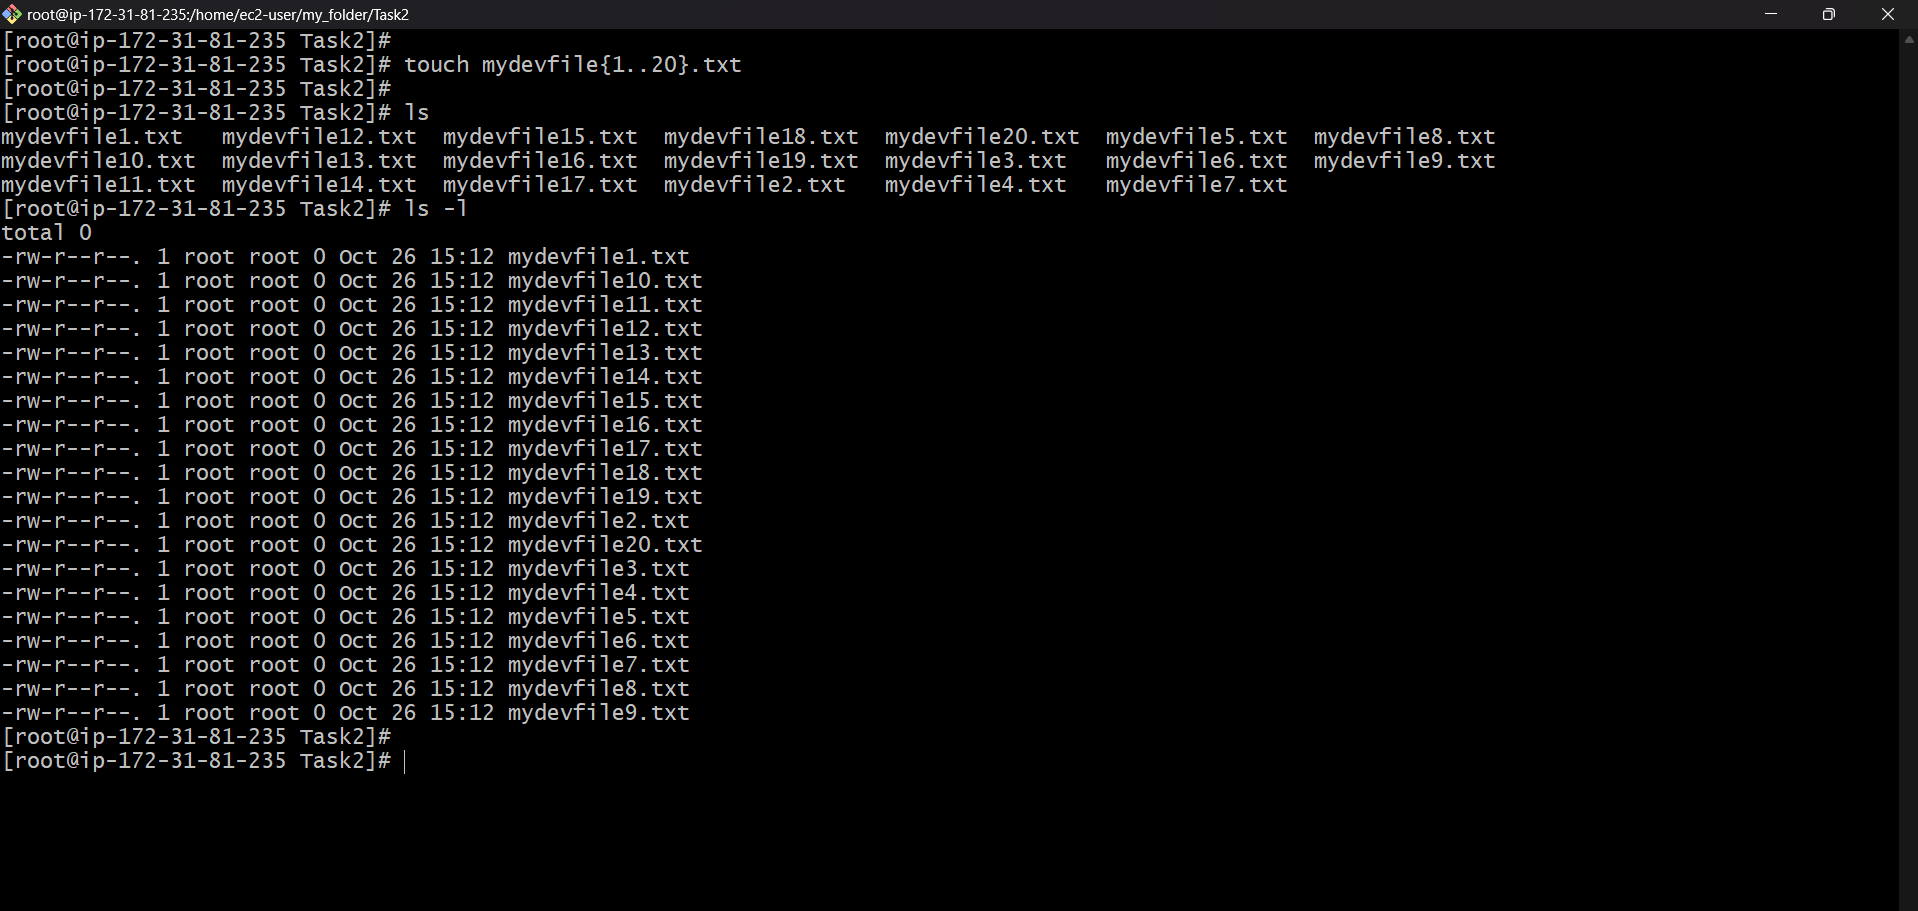 root@ip-172-31-81-235:/home/ec2-user/my_folder/Task2
[root@ip-172-31-81-235 Task2]#
[root@ip-172-31-81-235 Task2]# touch mydevfile{1..20}.txt
[root@ip-172-31-81-235 Task2]#
[root@ip-172-31-81-235 Task2]# ls
mydevfile1.txt   mydevfile12.txt  mydevfile15.txt  mydevfile18.txt  mydevfile20.txt  mydevfile5.txt  mydevfile8.txt
mydevfile10.txt  mydevfile13.txt  mydevfile16.txt  mydevfile19.txt  mydevfile3.txt   mydevfile6.txt  mydevfile9.txt
mydevfile11.txt  mydevfile14.txt  mydevfile17.txt  mydevfile2.txt   mydevfile4.txt   mydevfile7.txt
[root@ip-172-31-81-235 Task2]# ls -l
total 0
-rw-r--r--. 1 root root 0 Oct 26 15:12 mydevfile1.txt
-rw-r--r--. 1 root root 0 Oct 26 15:12 mydevfile10.txt
-rw-r--r--. 1 root root 0 Oct 26 15:12 mydevfile11.txt
-rw-r--r--. 1 root root 0 Oct 26 15:12 mydevfile12.txt
-rw-r--r--. 1 root root 0 Oct 26 15:12 mydevfile13.txt
-rw-r--r--. 1 root root 0 Oct 26 15:12 mydevfile14.txt
-rw-r--r--. 1 root root 0 Oct 26 15:12 mydevfile15.txt
-rw-r--r--. 1 root root 0 Oct 26 15:12 mydevfile16.txt
-rw-r--r--. 1 root root 0 Oct 26 15:12 mydevfile17.txt
-rw-r--r--. 1 root root 0 Oct 26 15:12 mydevfile18.txt
-rw-r--r--. 1 root root 0 Oct 26 15:12 mydevfile19.txt
-rw-r--r--. 1 root root 0 Oct 26 15:12 mydevfile2.txt
-rw-r--r--. 1 root root 0 Oct 26 15:12 mydevfile20.txt
-rw-r--r--. 1 root root 0 Oct 26 15:12 mydevfile3.txt
-rw-r--r--. 1 root root 0 Oct 26 15:12 mydevfile4.txt
-rw-r--r--. 1 root root 0 Oct 26 15:12 mydevfile5.txt
-rw-r--r--. 1 root root 0 Oct 26 15:12 mydevfile6.txt
-rw-r--r--. 1 root root 0 Oct 26 15:12 mydevfile7.txt
-rw-r--r--. 1 root root 0 Oct 26 15:12 mydevfile8.txt
-rw-r--r--. 1 root root 0 Oct 26 15:12 mydevfile9.txt
[root@ip-172-31-81-235 Task2]#
[root@ip-172-31-81-235 Task2]#